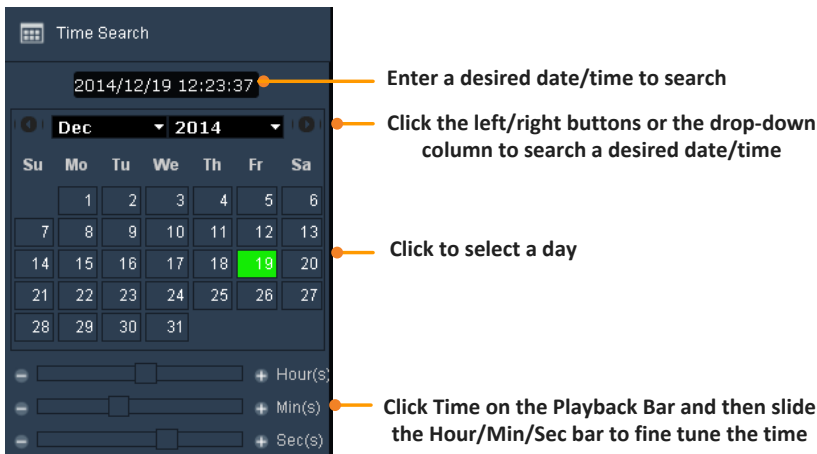 Time Search
2014/12/19 12:23:37
Enter a desired date/time to search
Dec 2014
Click the left/right buttons or the drop-down
column to search a desired date/time
Su Mo Tu We Th Fr Sa
1 2 3 4 5 6
7 8 9 10 11 12 13
Click to select a day
14 15 16 17 18 19 20
21 22 23 24 25 26 27
28 29 30 31
Hour(s)
Min(s)
Sec(s)
Click Time on the Playback Bar and then slide
the Hour/Min/Sec bar to fine tune the time